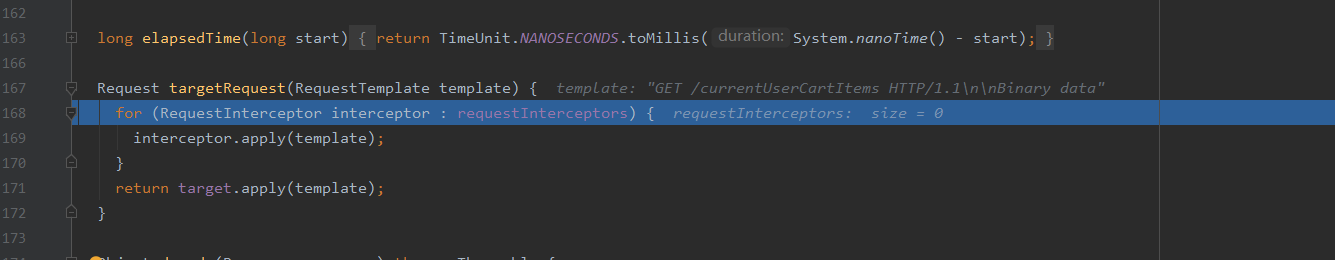 162
163 long elapsedTime(long start) { return TimeUnit.NANOSECONDS.toMillis( duration: System.nanoTime() - start); }
166
167 Request targetRequest(RequestTemplate template) { template: "GET /currentUserCartItems HTTP/1.1\n\nBinary data"
168 for (RequestInterceptor interceptor : requestInterceptors) { requestInterceptors: size = 0
169 interceptor.apply(template);
170 }
171 return target.apply(template);
172 }
173